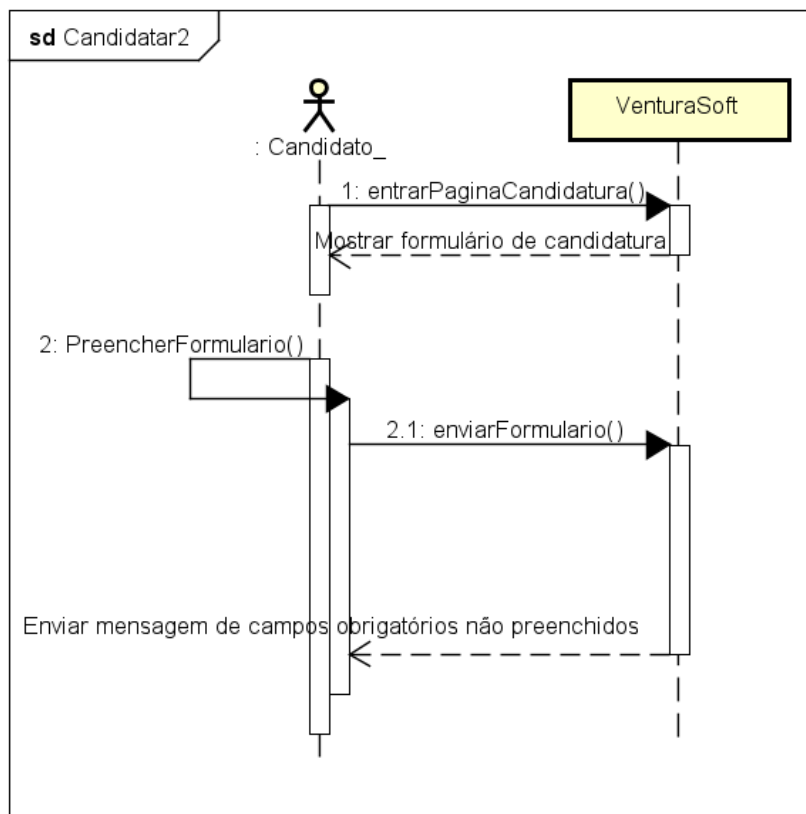 sd Candidatar2
VenturaSoft
: Candidato_
1: entrarPaginaCandidatura()
Mostrar formulário de candidatura
2: PreencherFormulario()
2.1: enviarFormulario()
Enviar mensagem de campos obrigatórios não preenchidos